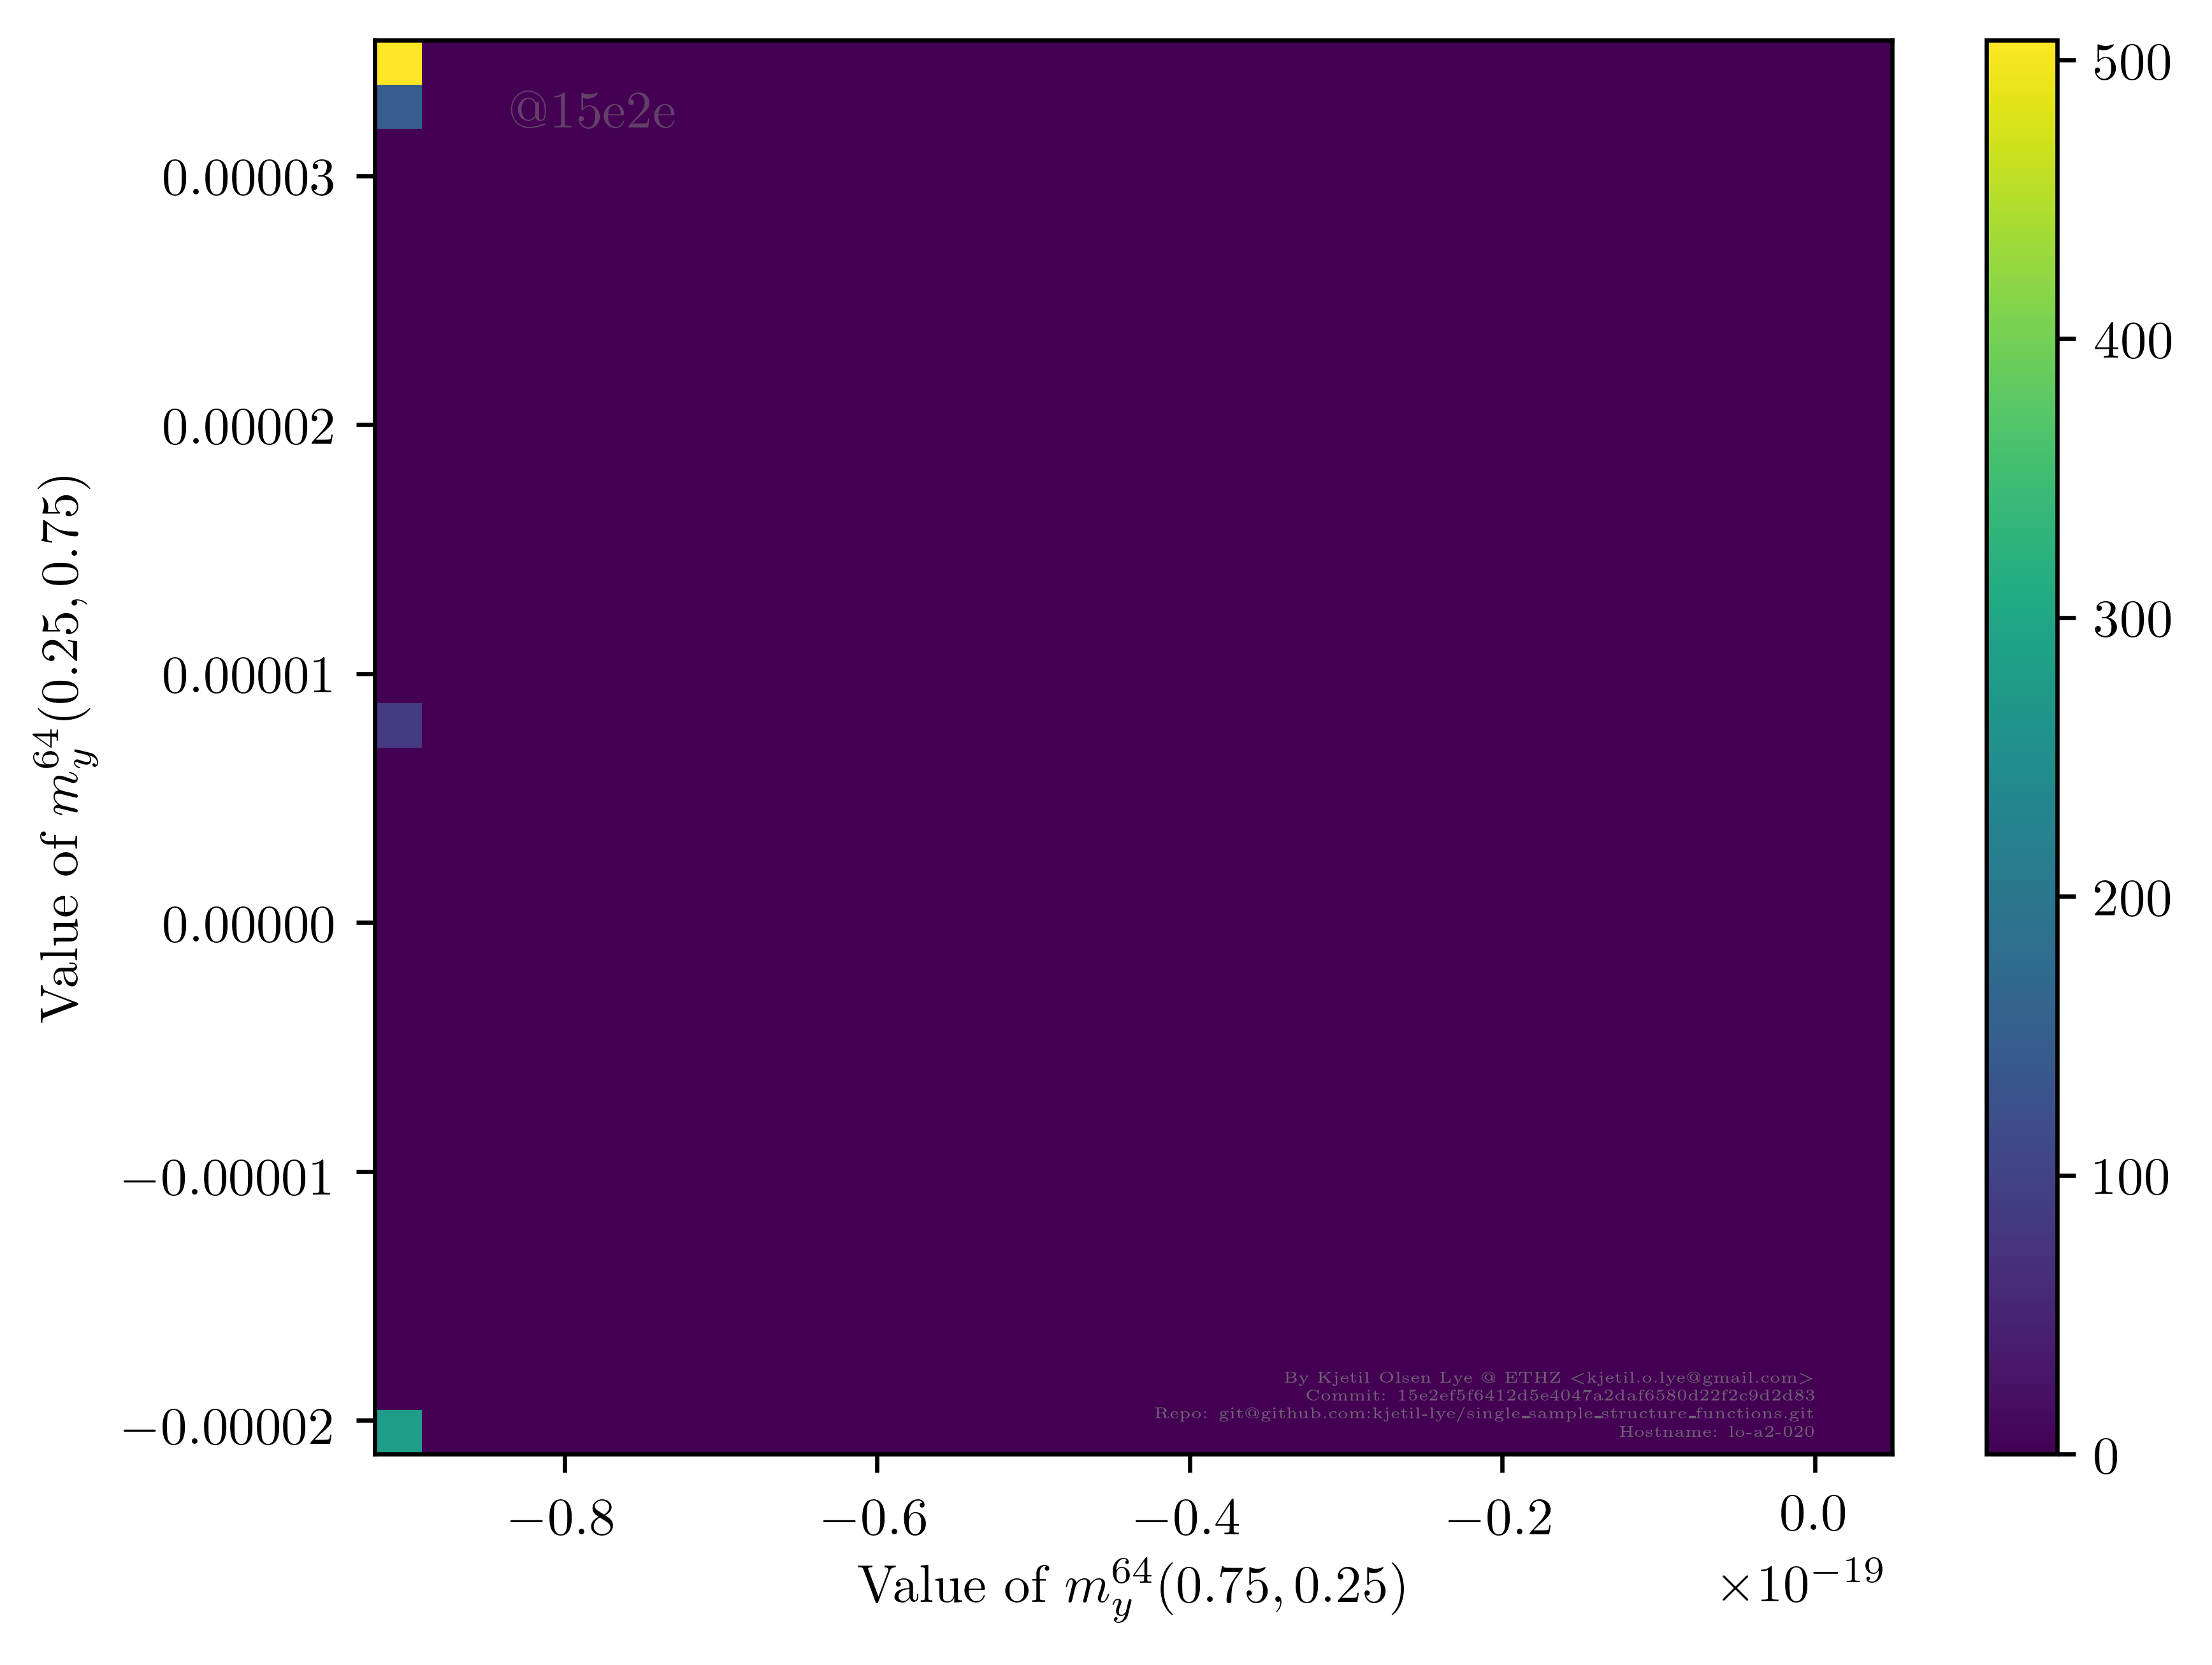 @15e2e
0.00003
0.00002
0.00001
0.00000
−0.00001
−0.00002
Value of $m_y^{64}(0.25, 0.75)$
By Kjetil Olsen Lye @ ETHZ <kjetil.o.lye@gmail.com>
Commit: 15e2ef5f6412d5e4047a2daf6580d22f2c9d2d83
Repo: git@github.com:kjetil-lye/single_sample_structure_functions.git
Hostname: lo-a2-020
−0.8 −0.6 −0.4 −0.2 0.0
×10^{−19}
Value of $m_y^{64}(0.75, 0.25)$
500
400
300
200
100
0